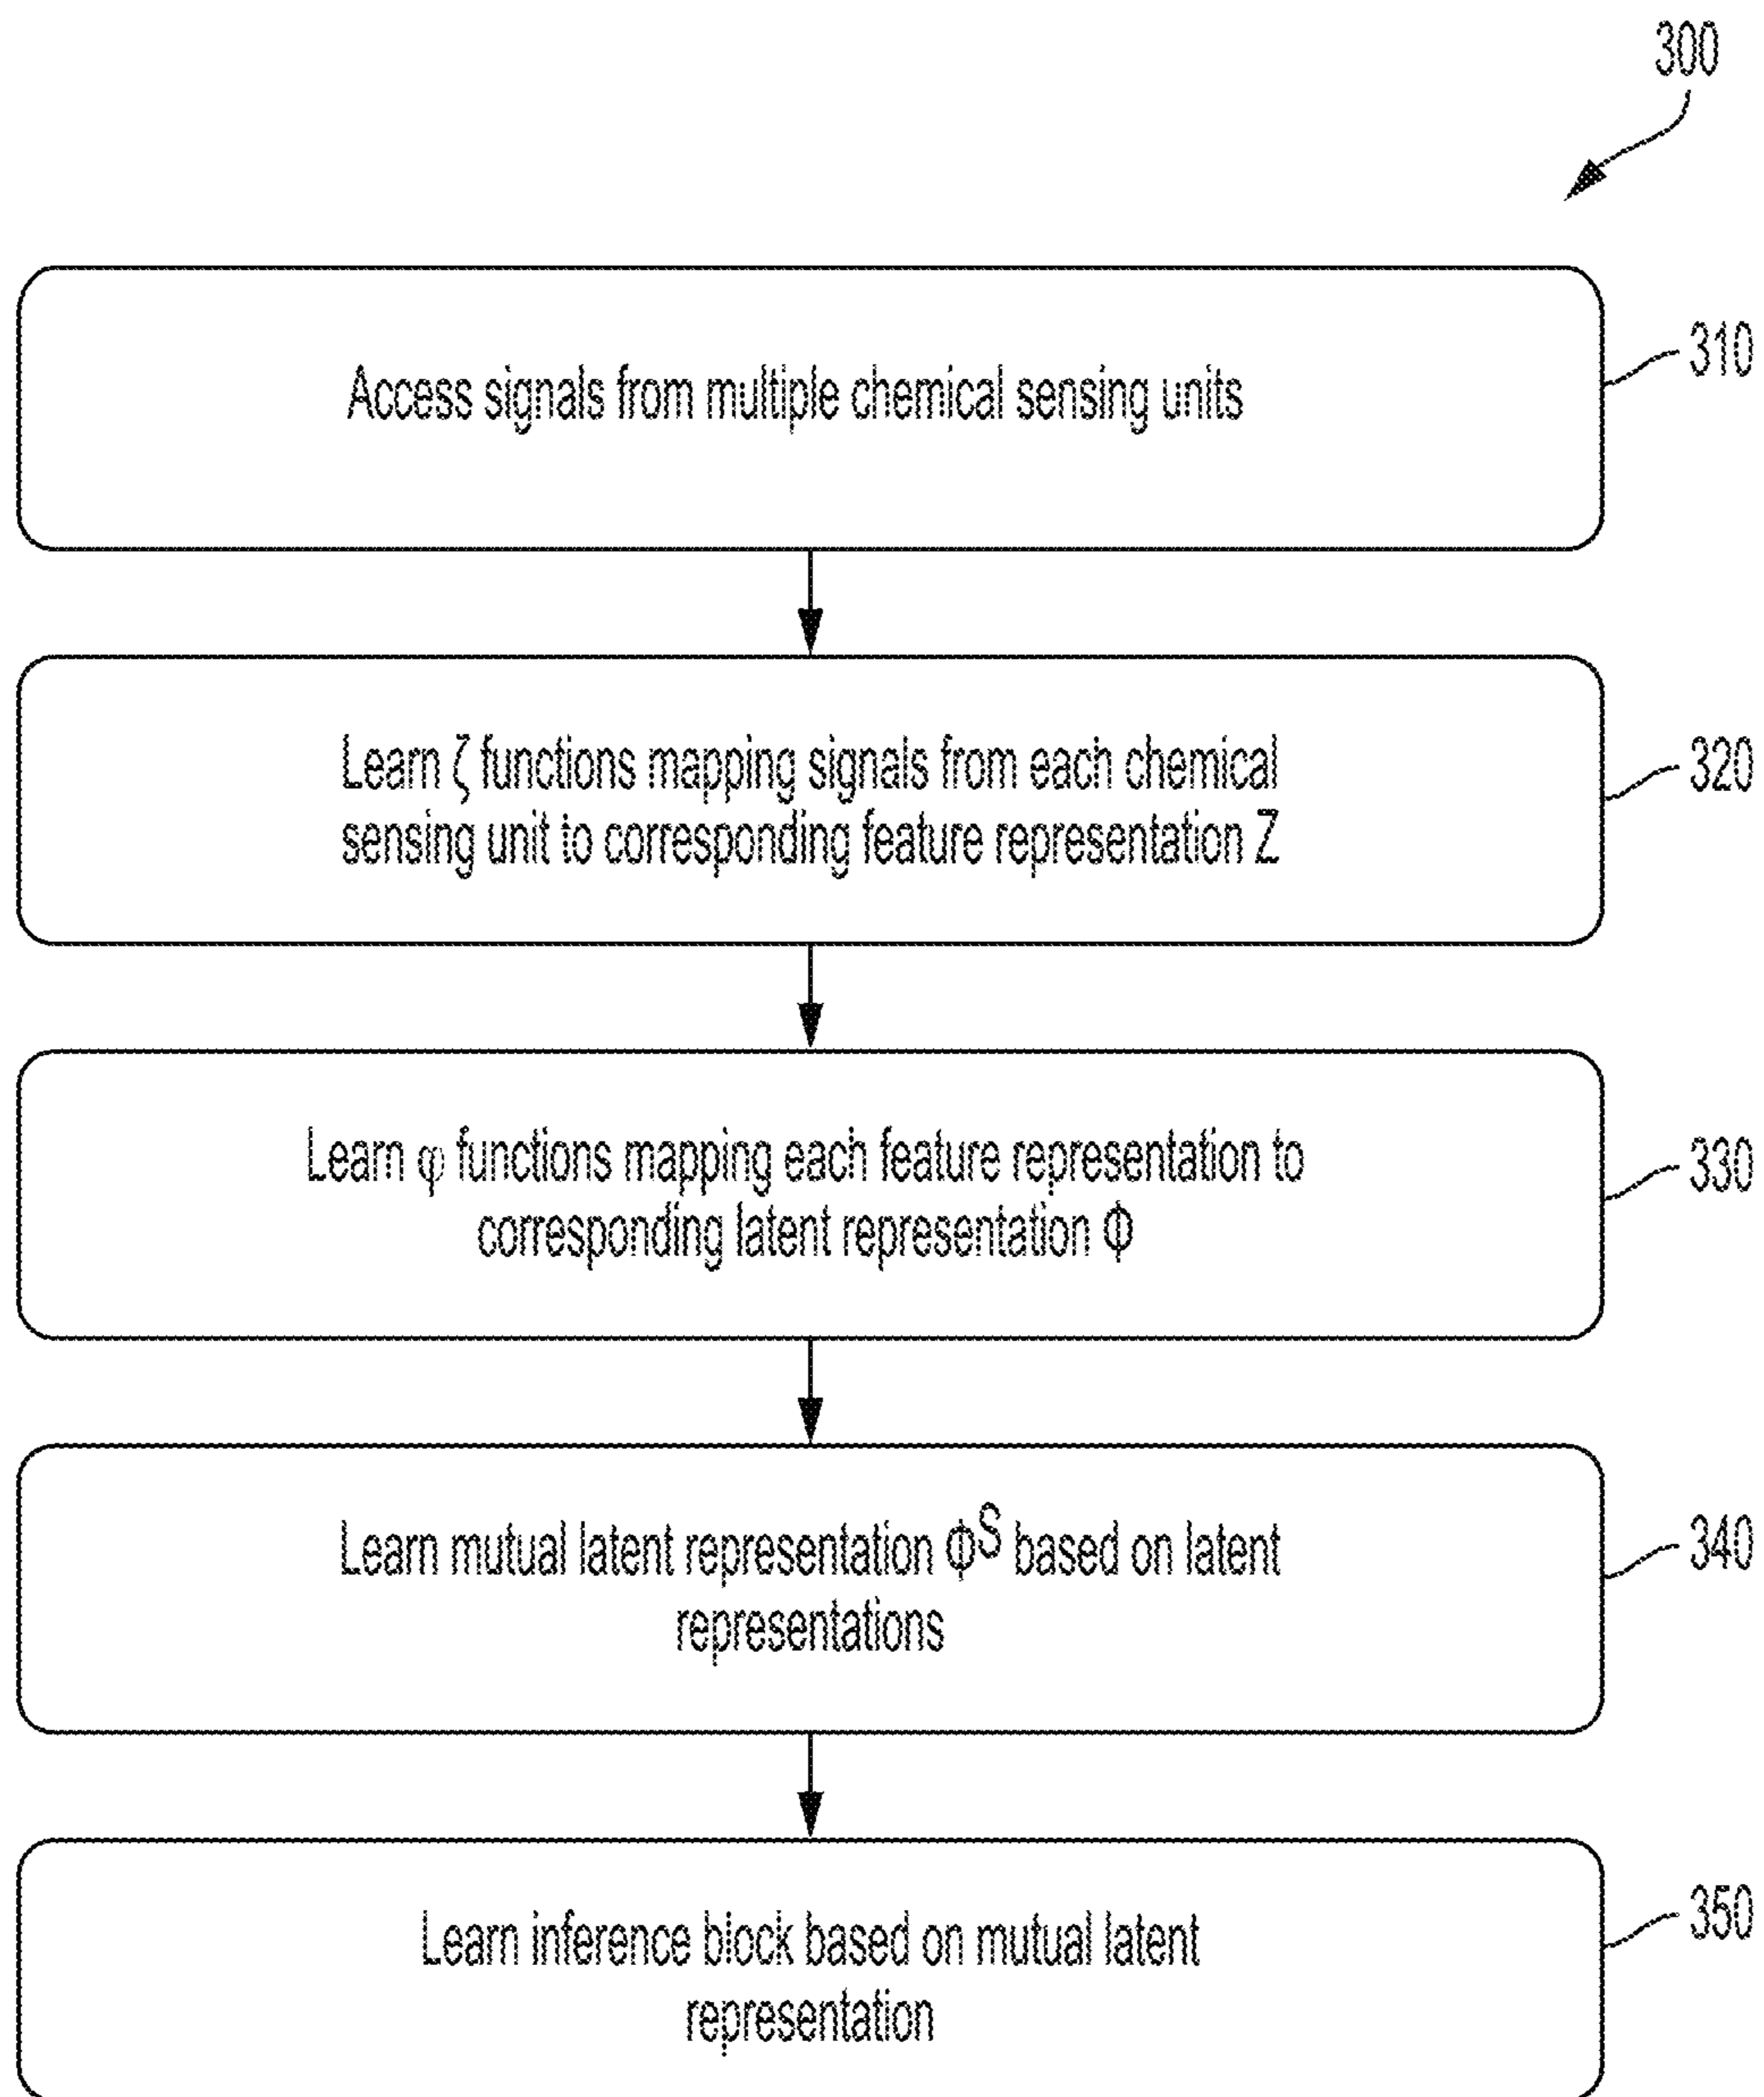 300
Access signals from multiple chemical sensing units
310
Learn ζ functions mapping signals from each chemical
sensing unit to corresponding feature representation Z
320
Learn φ functions mapping each feature representation to
corresponding latent representation Φ
330
Learn mutual latent representation Φ^S based on latent
representations
340
Learn inference block based on mutual latent
representation
350